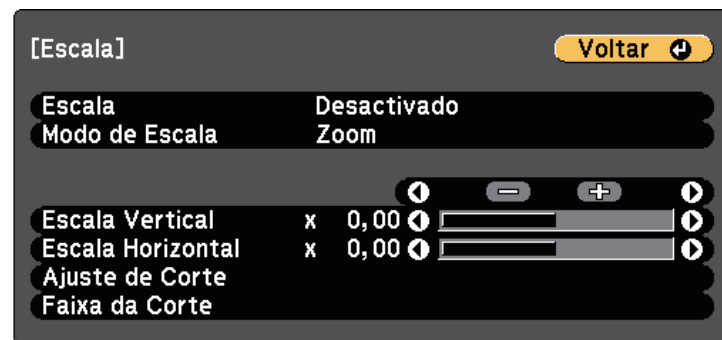 [Escala] Voltar
Escala Desactivado
Modo de Escala Zoom
Escala Vertical x 0,00
Escala Horizontal x 0,00
Ajuste de Corte
Faixa da Corte